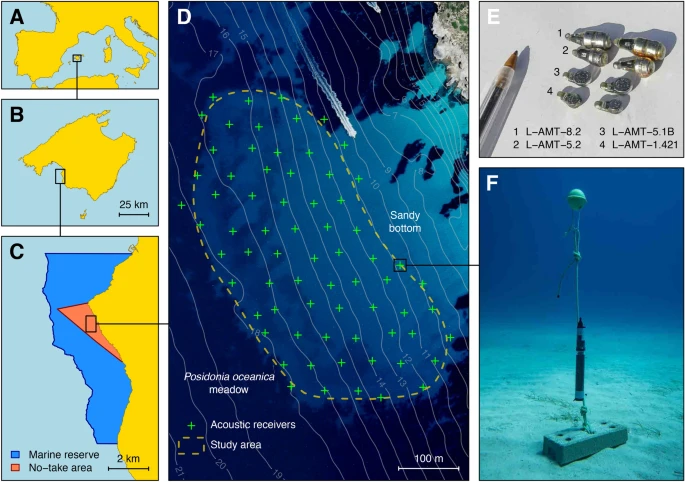 A
B
25 km
C
Marine reserve
No-take area
2 km
D
17
16
15
7
9
10
Sandy
bottom
12
11
14
13
Posidonia oceanica
meadow
Acoustic receivers
Study area
21
20
19
100 m
E
1
2
3
4
1 L-AMT-8.2
2 L-AMT-5.2
3 L-AMT-5.1B
4 L-AMT-1.421
F